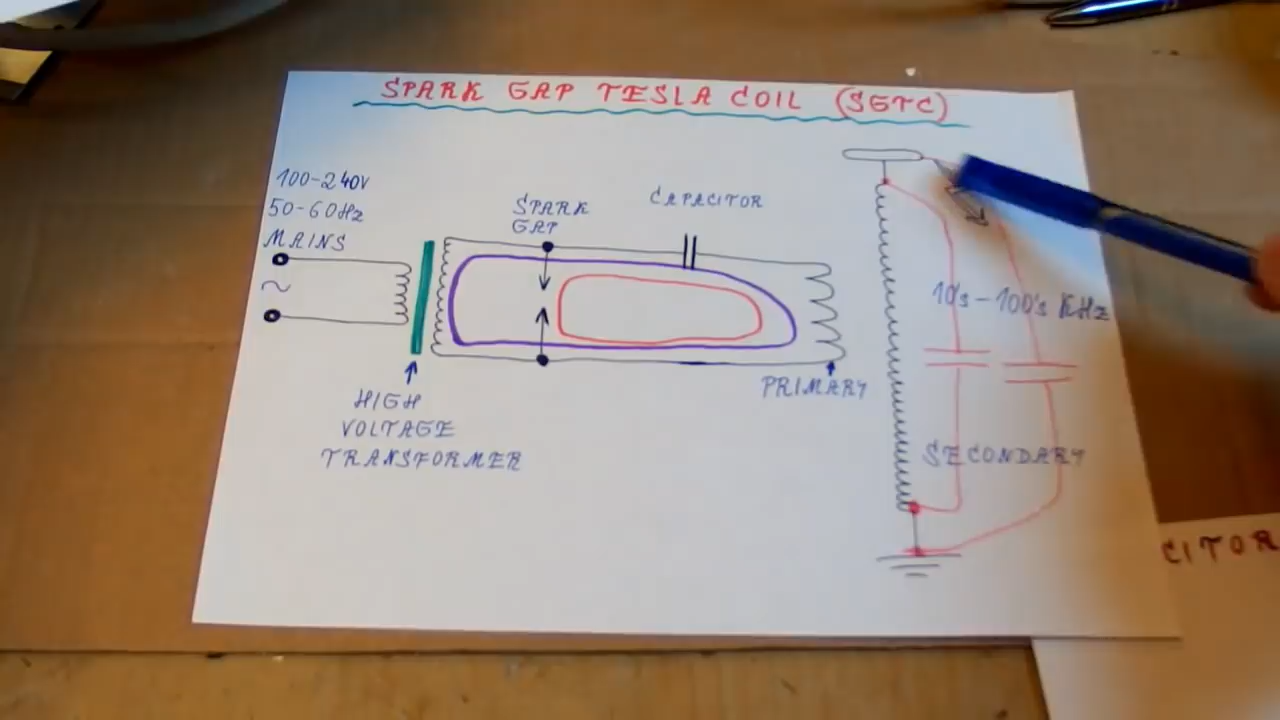 SPARK GAP TESLA COIL (SGTC)
100-240V
50-60Hz
MAINS
SPARK
GAP
CAPACITOR
10's - 100's KHz
PRIMARY
HIGH
VOLTAGE
TRANSFORMER
SECONDARY
CITOR